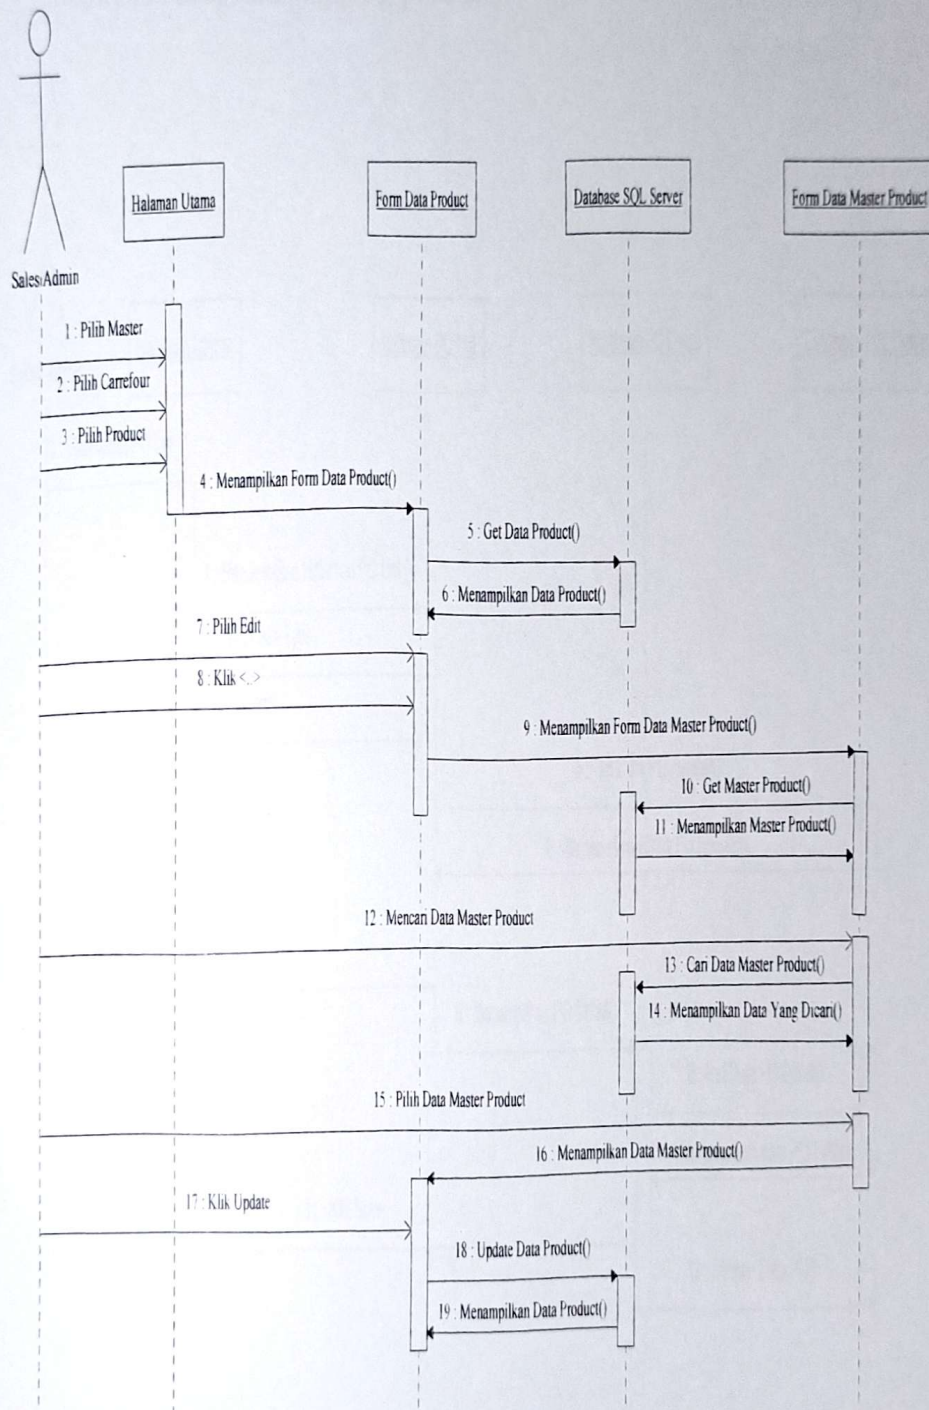 Halaman Utama
Form Data Product
Database SQL Server
Form Data Master Product
Sales Admin
1 : Pilih Master
2 : Pilih Carrefour
3 : Pilih Product
4 : Menampilkan Form Data Product()
5 : Get Data Product()
6 : Menampilkan Data Product()
7 : Pilih Edit
8 : Klik <..>
9 : Menampilkan Form Data Master Product()
10 : Get Master Product()
11 : Menampilkan Master Product()
12 : Mencari Data Master Product
13 : Cari Data Master Product()
14 : Menampilkan Data Yang Dicari()
15 : Pilih Data Master Product
16 : Menampilkan Data Master Product()
17 : Klik Update
18 : Update Data Product()
19 : Menampilkan Data Product()